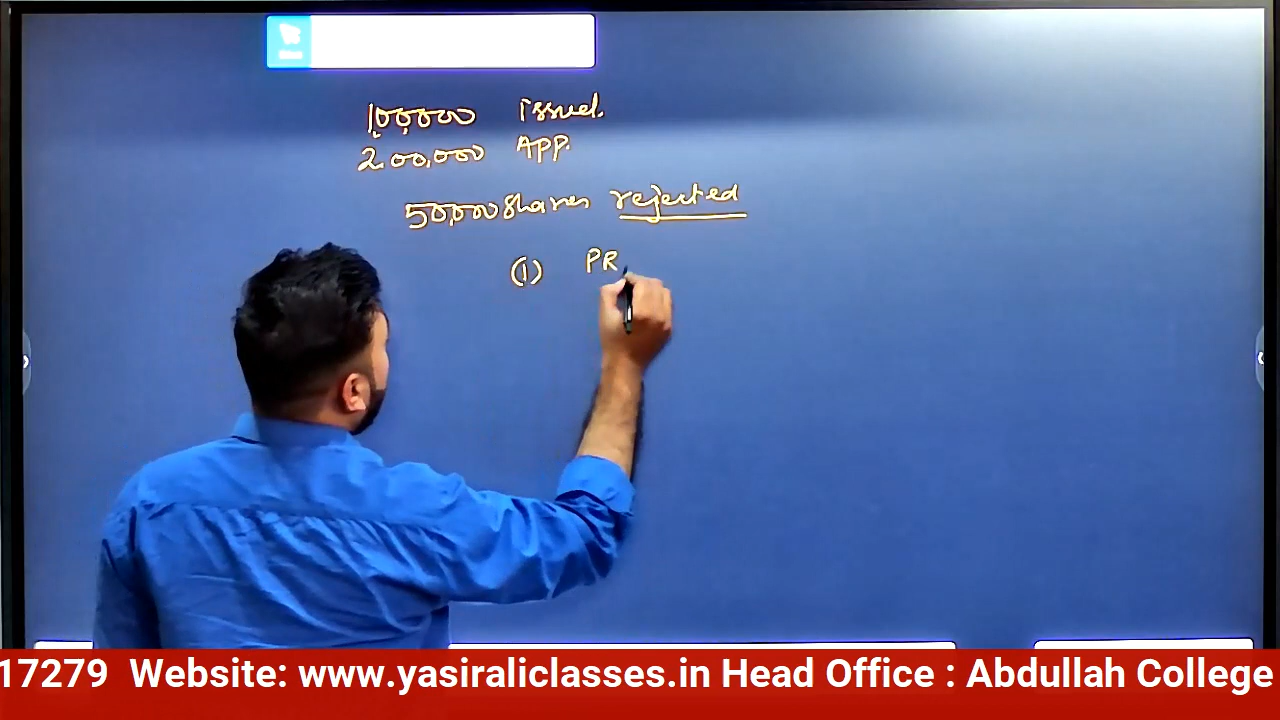 1,00,000 issued.
2,00,000 APP.
50,000 Shares rejected
(1) PR
17279 Website: www.yasiraliclasses.in Head Office : Abdullah College